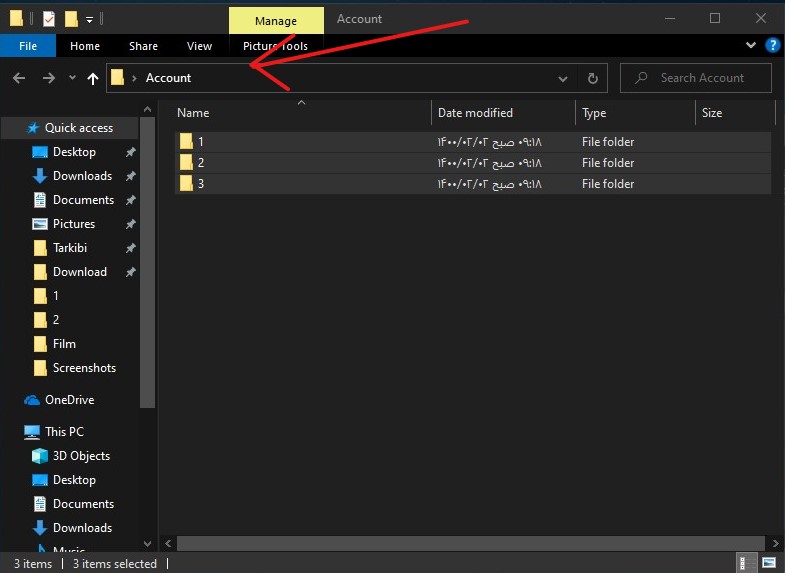 Manage
Account
File
Home
Share
View
Picture Tools
Account
Search Account
Name
Date modified
Type
Size
1
۱۴۰۰/۰۲/۰۲ صبح ۰۹:۱۸
File folder
2
۱۴۰۰/۰۲/۰۲ صبح ۰۹:۱۸
File folder
3
۱۴۰۰/۰۲/۰۲ صبح ۰۹:۱۸
File folder
Quick access
Desktop
Downloads
Documents
Pictures
Tarkibi
Download
1
2
Film
Screenshots
OneDrive
This PC
3D Objects
Desktop
Documents
Downloads
Music
3 items
3 items selected